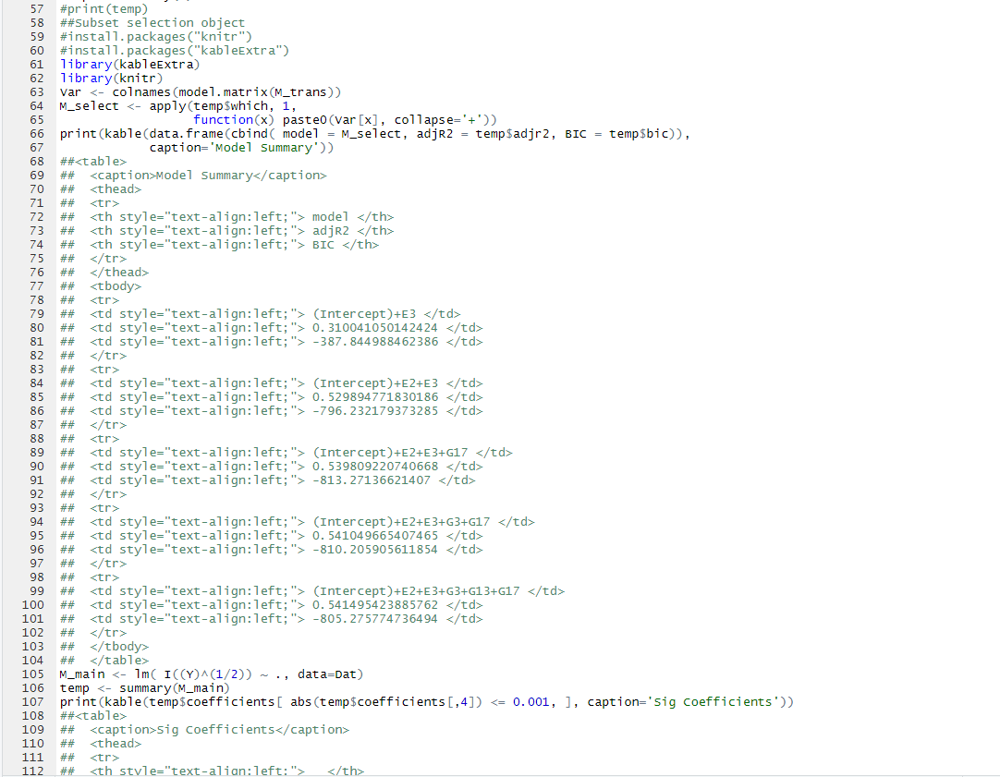 57 #print(temp)
58 ##Subset selection object
59 #install.packages("knitr")
60 #install.packages("kableExtra")
61 library(kableExtra)
62 library(knitr)
63 Var <- colnames(model.matrix(M_trans))
64 M_select <- apply(temp$which, 1,
65 function(x) paste0(Var[x], collapse='+'))
66 print(kable(data.frame(cbind( model = M_select, adjR2 = temp$adjr2, BIC = temp$bic)),
67 caption='Model Summary'))
68 ##<table>
69 ## <caption>Model Summary</caption>
70 ## <thead>
71 ## <tr>
72 ## <th style="text-align:left;"> model </th>
73 ## <th style="text-align:left;"> adjR2 </th>
74 ## <th style="text-align:left;"> BIC </th>
75 ## </tr>
76 ## </thead>
77 ## <tbody>
78 ## <tr>
79 ## <td style="text-align:left;"> (Intercept)+E3 </td>
80 ## <td style="text-align:left;"> 0.310041050142424 </td>
81 ## <td style="text-align:left;"> -387.844988462386 </td>
82 ## </tr>
83 ## <tr>
84 ## <td style="text-align:left;"> (Intercept)+E2+E3 </td>
85 ## <td style="text-align:left;"> 0.529894771830186 </td>
86 ## <td style="text-align:left;"> -796.232179373285 </td>
87 ## </tr>
88 ## <tr>
89 ## <td style="text-align:left;"> (Intercept)+E2+E3+G17 </td>
90 ## <td style="text-align:left;"> 0.539809220740668 </td>
91 ## <td style="text-align:left;"> -813.27136621407 </td>
92 ## </tr>
93 ## <tr>
94 ## <td style="text-align:left;"> (Intercept)+E2+E3+G3+G17 </td>
95 ## <td style="text-align:left;"> 0.541049665407465 </td>
96 ## <td style="text-align:left;"> -810.205905611854 </td>
97 ## </tr>
98 ## <tr>
99 ## <td style="text-align:left;"> (Intercept)+E2+E3+G3+G13+G17 </td>
100 ## <td style="text-align:left;"> 0.541495423885762 </td>
101 ## <td style="text-align:left;"> -805.275774736494 </td>
102 ## </tr>
103 ## </tbody>
104 ## </table>
105 M_main <- lm( I((Y)^(1/2)) ~ ., data=Dat)
106 temp <- summary(M_main)
107 print(kable(temp$coefficients[ abs(temp$coefficients[,4]) <= 0.001, ], caption='Sig Coefficients'))
108 ##<table>
109 ## <caption>Sig Coefficients</caption>
110 ## <thead>
111 ## <tr>
112 ## <th style="text-align:left;"> </th>